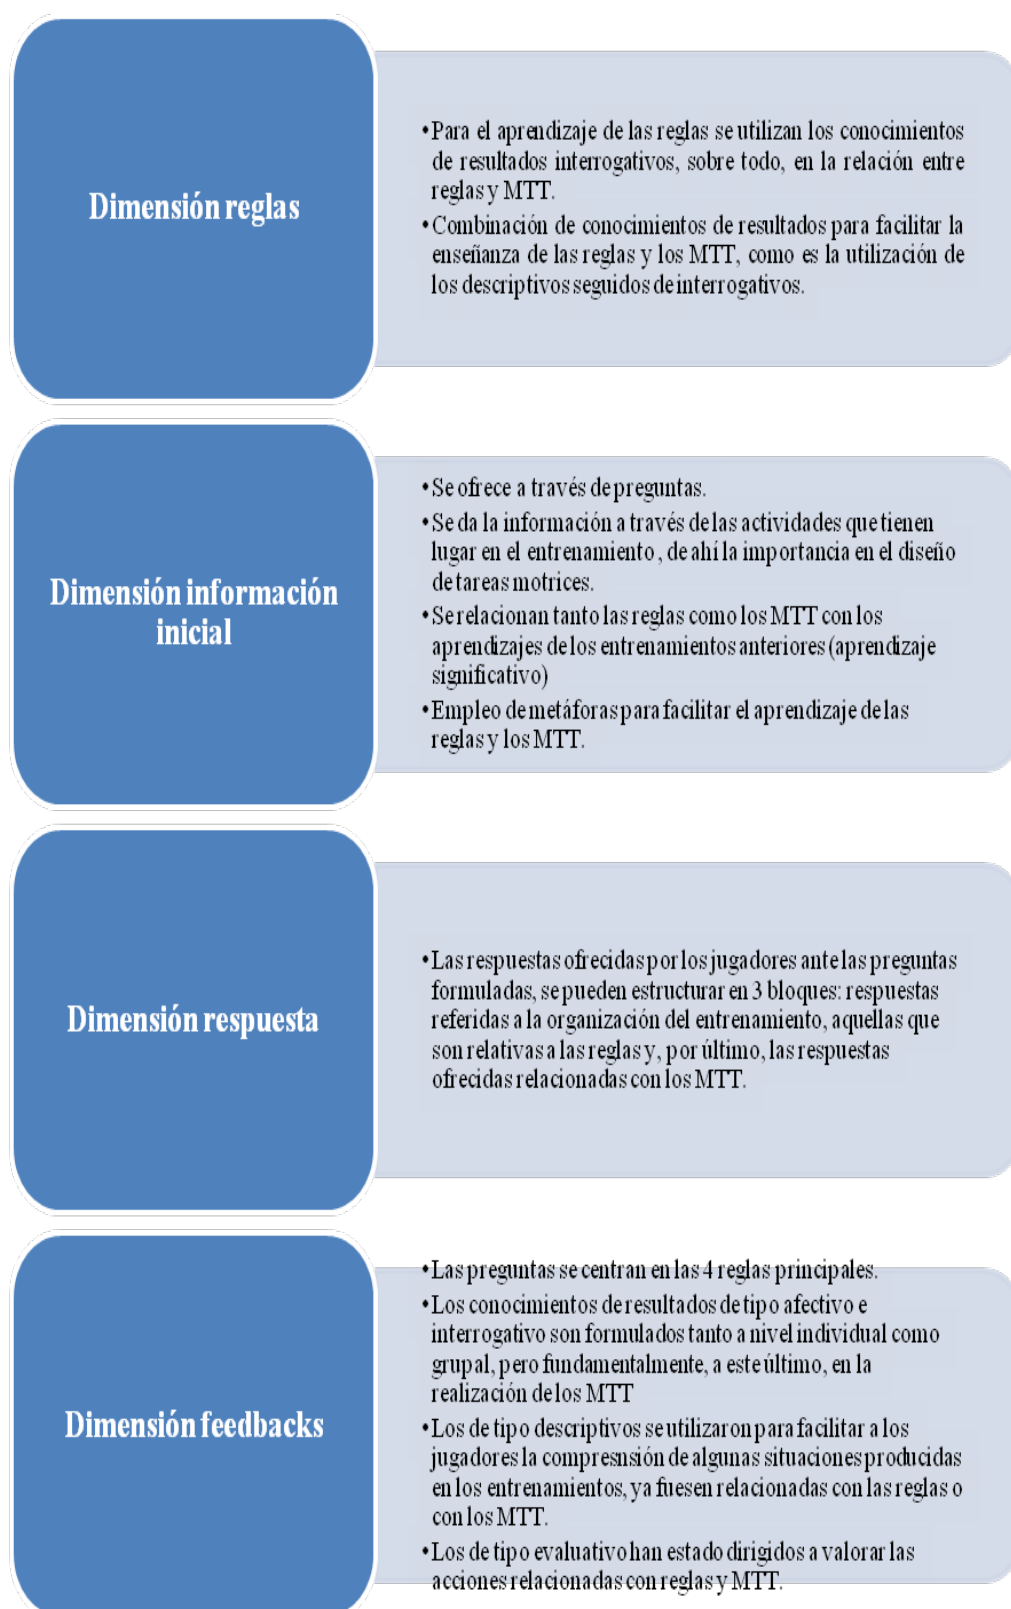 Dimensión reglas
•Para el aprendizaje de las reglas se utilizan los conocimientos
de resultados interrogativos, sobre todo, en la relación entre
reglas y MTT.
•Combinación de conocimientos de resultados para facilitar la
enseñanza de las reglas y los MTT, como es la utilización de
los descriptivos seguidos de interrogativos.
Dimensión información
inicial
•Se ofrece a través de preguntas.
•Se da la información a través de las actividades que tienen
lugar en el entrenamiento , de ahí la importancia en el diseño
de tareas motrices.
•Se relacionan tanto las reglas como los MTT con los
aprendizajes de los entrenamientos anteriores (aprendizaje
significativo)
•Empleo de metáforas para facilitar el aprendizaje de las
reglas y los MTT.
Dimensión respuesta
•Las respuestas ofrecidas por los jugadores ante las preguntas
formuladas, se pueden estructurar en 3 bloques: respuestas
referidas a la organización del entrenamiento, aquellas que
son relativas a las reglas y, por último, las respuestas
ofrecidas relacionadas con los MTT.
Dimensión feedbacks
•Las preguntas se centran en las 4 reglas principales.
•Los conocimientos de resultados de tipo afectivo e
interrogativo son formulados tanto a nivel individual como
grupal, pero fundamentalmente, a este último, en la
realización de los MTT
•Los de tipo descriptivos se utilizaron para facilitar a los
jugadores la compresnsión de algunas situaciones producidas
en los entrenamientos, ya fuesen relacionadas con las reglas o
con los MTT.
•Los de tipo evaluativo han estado dirigidos a valorar las
acciones relacionadas con reglas y MTT.